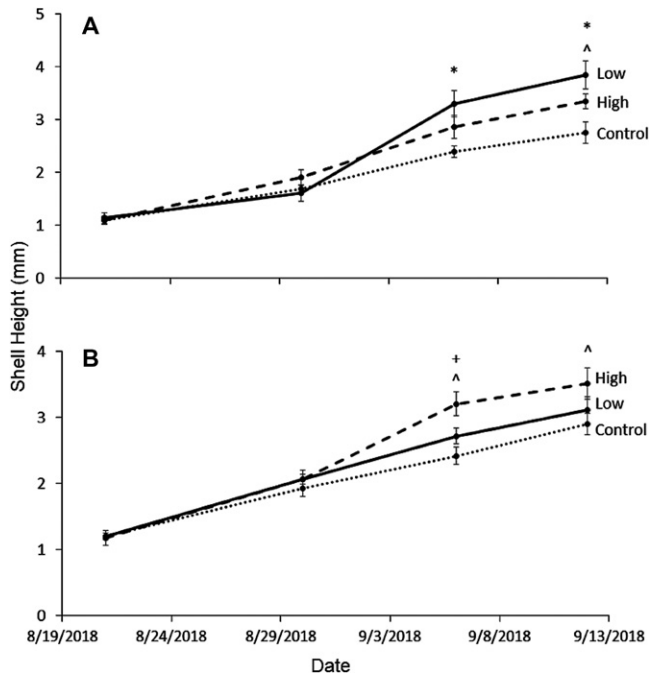 5
A
*
*
^
4
Low
High
3
Control
2
1
0
Shell Height (mm)
4
B
+
^
^
High
3
Low
Control
2
1
0
8/19/2018 8/24/2018 8/29/2018 9/3/2018 9/8/2018 9/13/2018
Date